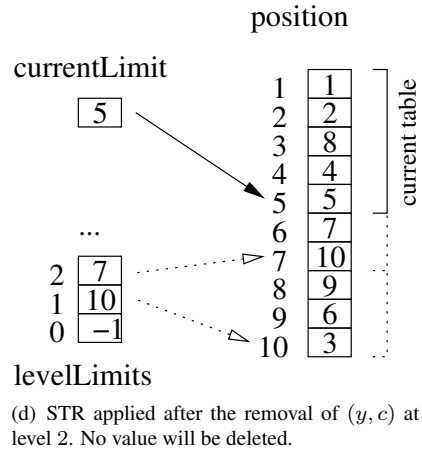 position
currentLimit
5
1 1
2 2
3 8
4 4
5 5
6 7
7 10
8 9
9 6
10 3
current table
...
2 7
1 10
0 −1
levelLimits
(d) STR applied after the removal of (y, c) at
level 2. No value will be deleted.